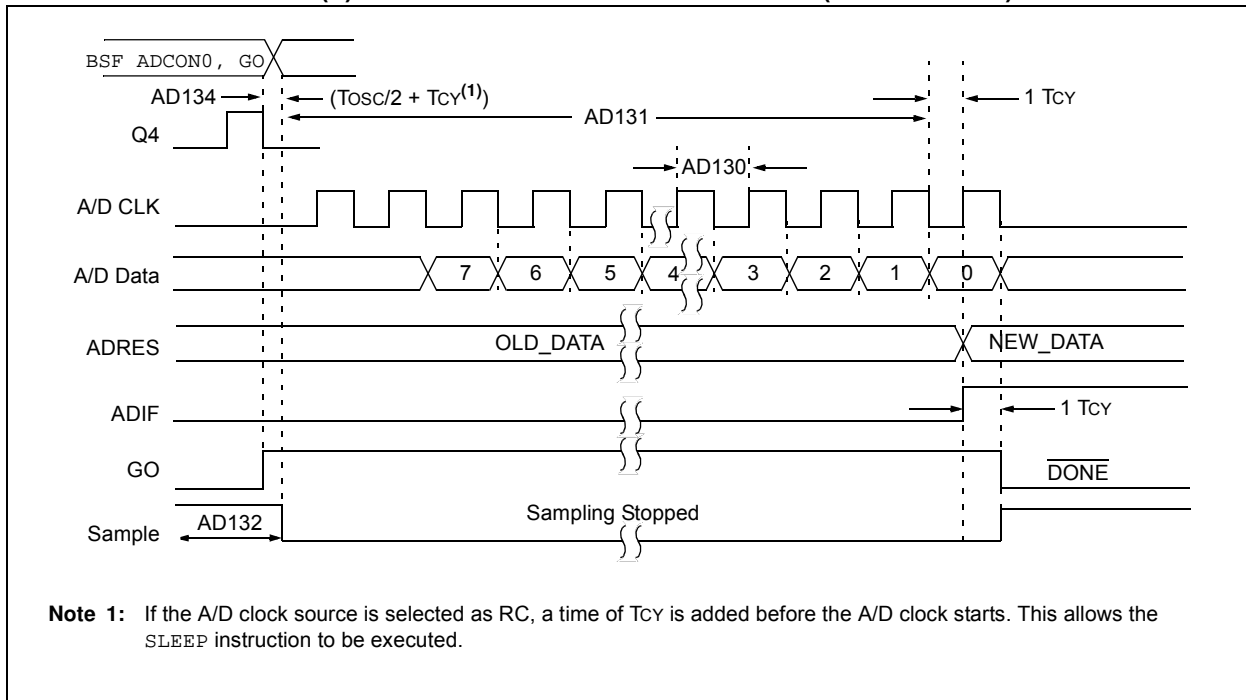 BSF ADCON0, GO
AD134
(TOSC/2 + TCY(1))
1 TCY
AD131
Q4
AD130
A/D CLK
A/D Data
7
6
5
4
3
2
1
0
ADRES
OLD_DATA
NEW_DATA
ADIF
1 TCY
GO
DONE
Sample
AD132
Sampling Stopped
Note 1: If the A/D clock source is selected as RC, a time of TCY is added before the A/D clock starts. This allows the
SLEEP instruction to be executed.